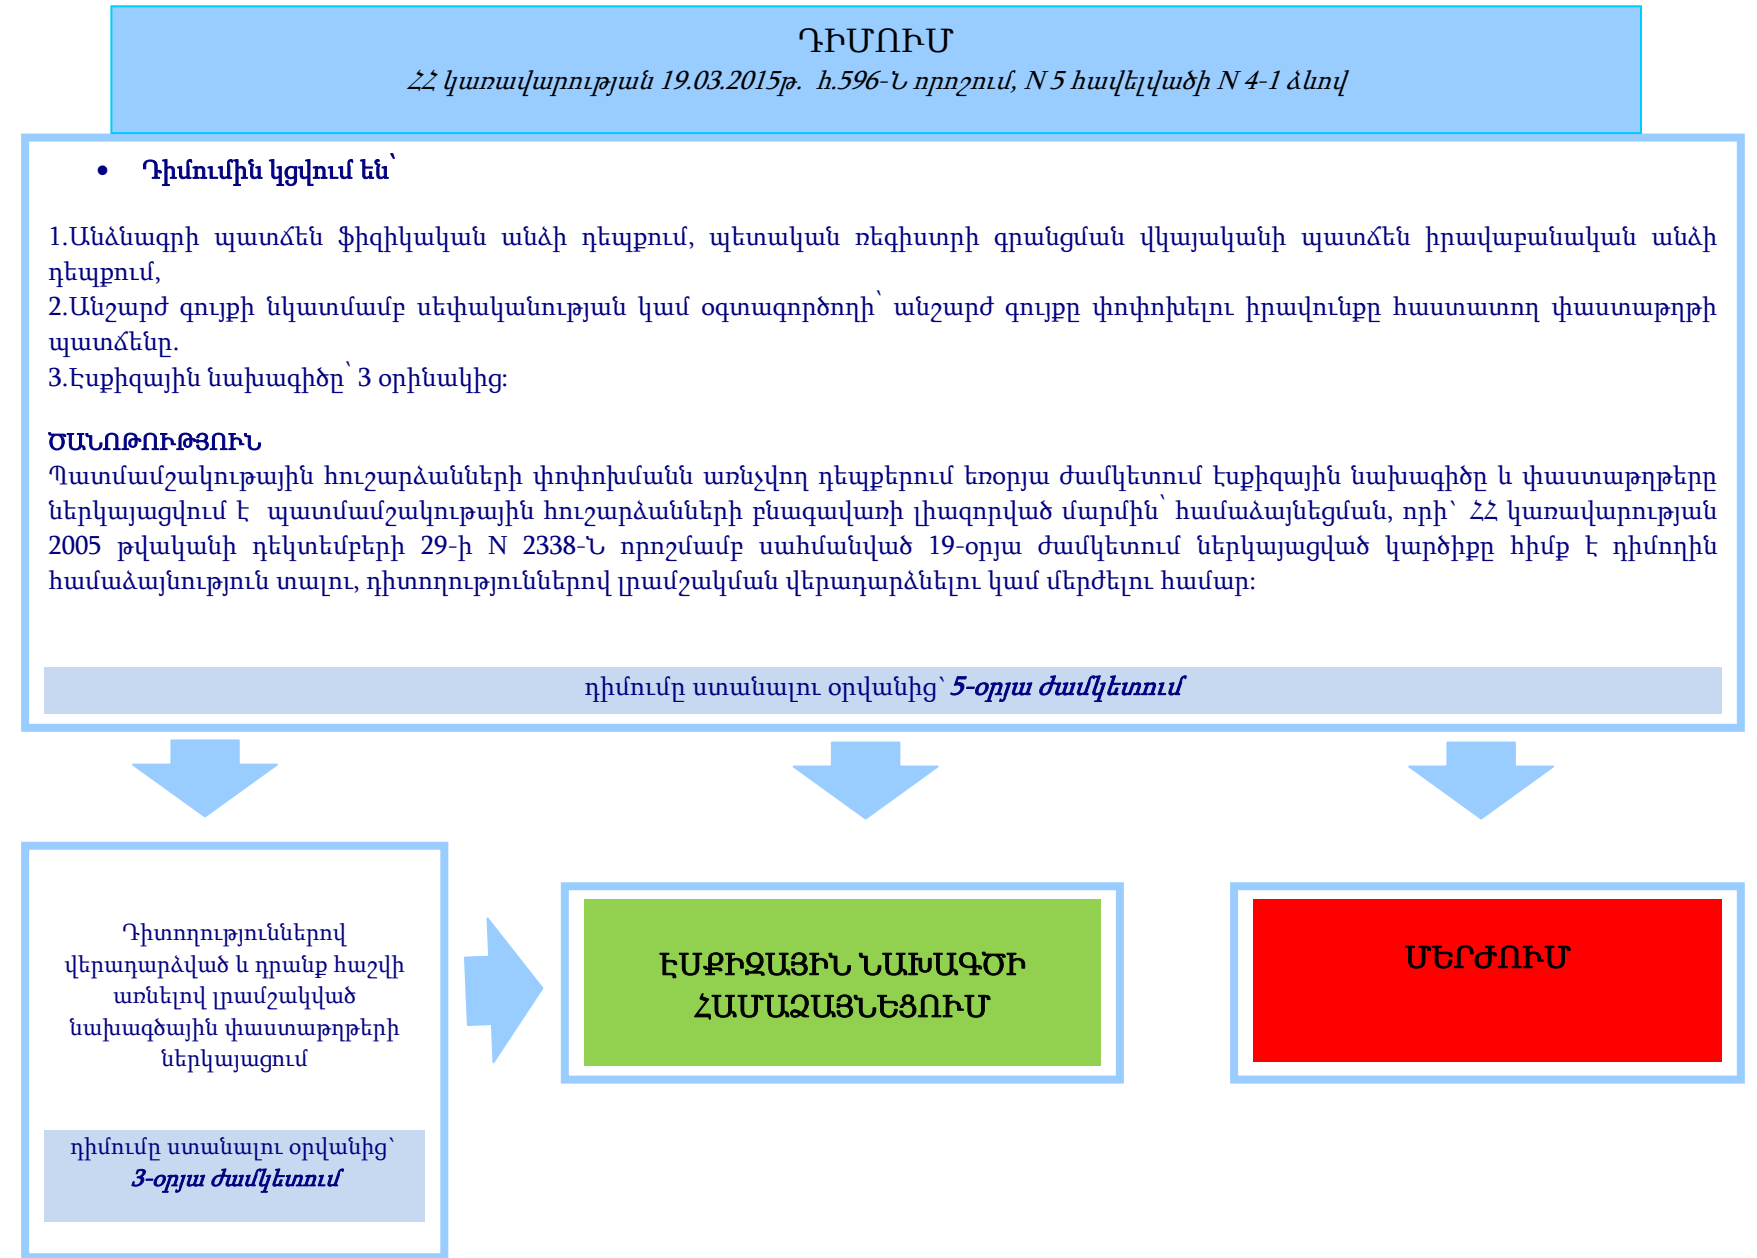 ԴԻՄՈՒՄ
ՀՀ կառավարության 19.03.2015թ. հ.596-Ն որոշում, N 5 հավելվածի N 4-1 ձևով
• Դիմումին կցվում են՝
1.Անձնագրի պատճեն ֆիզիկական անձի դեպքում, պետական ռեգիստրի գրանցման վկայականի պատճեն իրավաբանական անձի
դեպքում,
2.Անշարժ գույքի նկատմամբ սեփականության կամ օգտագործողի՝ անշարժ գույքը փոփոխելու իրավունքը հաստատող փաստաթղթի
պատճենը.
3.Էսքիզային նախագիծը՝ 3 օրինակից:
ԾԱՆՈԹՈՒԹՅՈՒՆ
Պատմամշակութային հուշարձանների փոփոխմանն առնչվող դեպքերում եռօրյա ժամկետում էսքիզային նախագիծը և փաստաթղթերը
ներկայացվում է պատմամշակութային հուշարձանների բնագավառի լիազորված մարմին՝ համաձայնեցման, որի՝ ՀՀ կառավարության
2005 թվականի դեկտեմբերի 29-ի N 2338-Ն որոշմամբ սահմանված 19-օրյա ժամկետում ներկայացված կարծիքը հիմք է դիմողին
համաձայնություն տալու, դիտողություններով լրամշակման վերադարձնելու կամ մերժելու համար:
դիմումը ստանալու օրվանից՝ 5-օրյա ժամկետում
Դիտողություններով
վերադարձված և դրանք հաշվի
առնելով լրամշակված
նախագծային փաստաթղթերի
ներկայացում
դիմումը ստանալու օրվանից՝
3-օրյա ժամկետում
ԷՍՔԻԶԱՅԻՆ ՆԱԽԱԳԾԻ
ՀԱՄԱՁԱՅՆԵՑՈՒՄ
ՄԵՐԺՈՒՄ